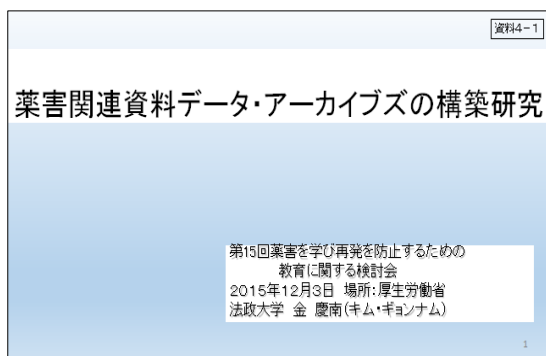 資料4-1
薬害関連資料データ・アーカイブズの構築研究
第15回薬害を学び再発を防止するための
教育に関する検討会
2015年12月3日 場所:厚生労働省
法政大学 金 慶南(キム・ギョンナム)
1